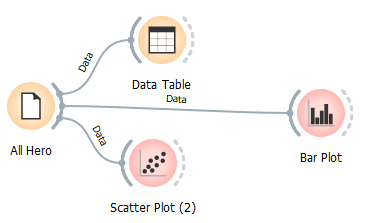 Data
Data Table
Data
All Hero
Data
Bar Plot
Scatter Plot (2)